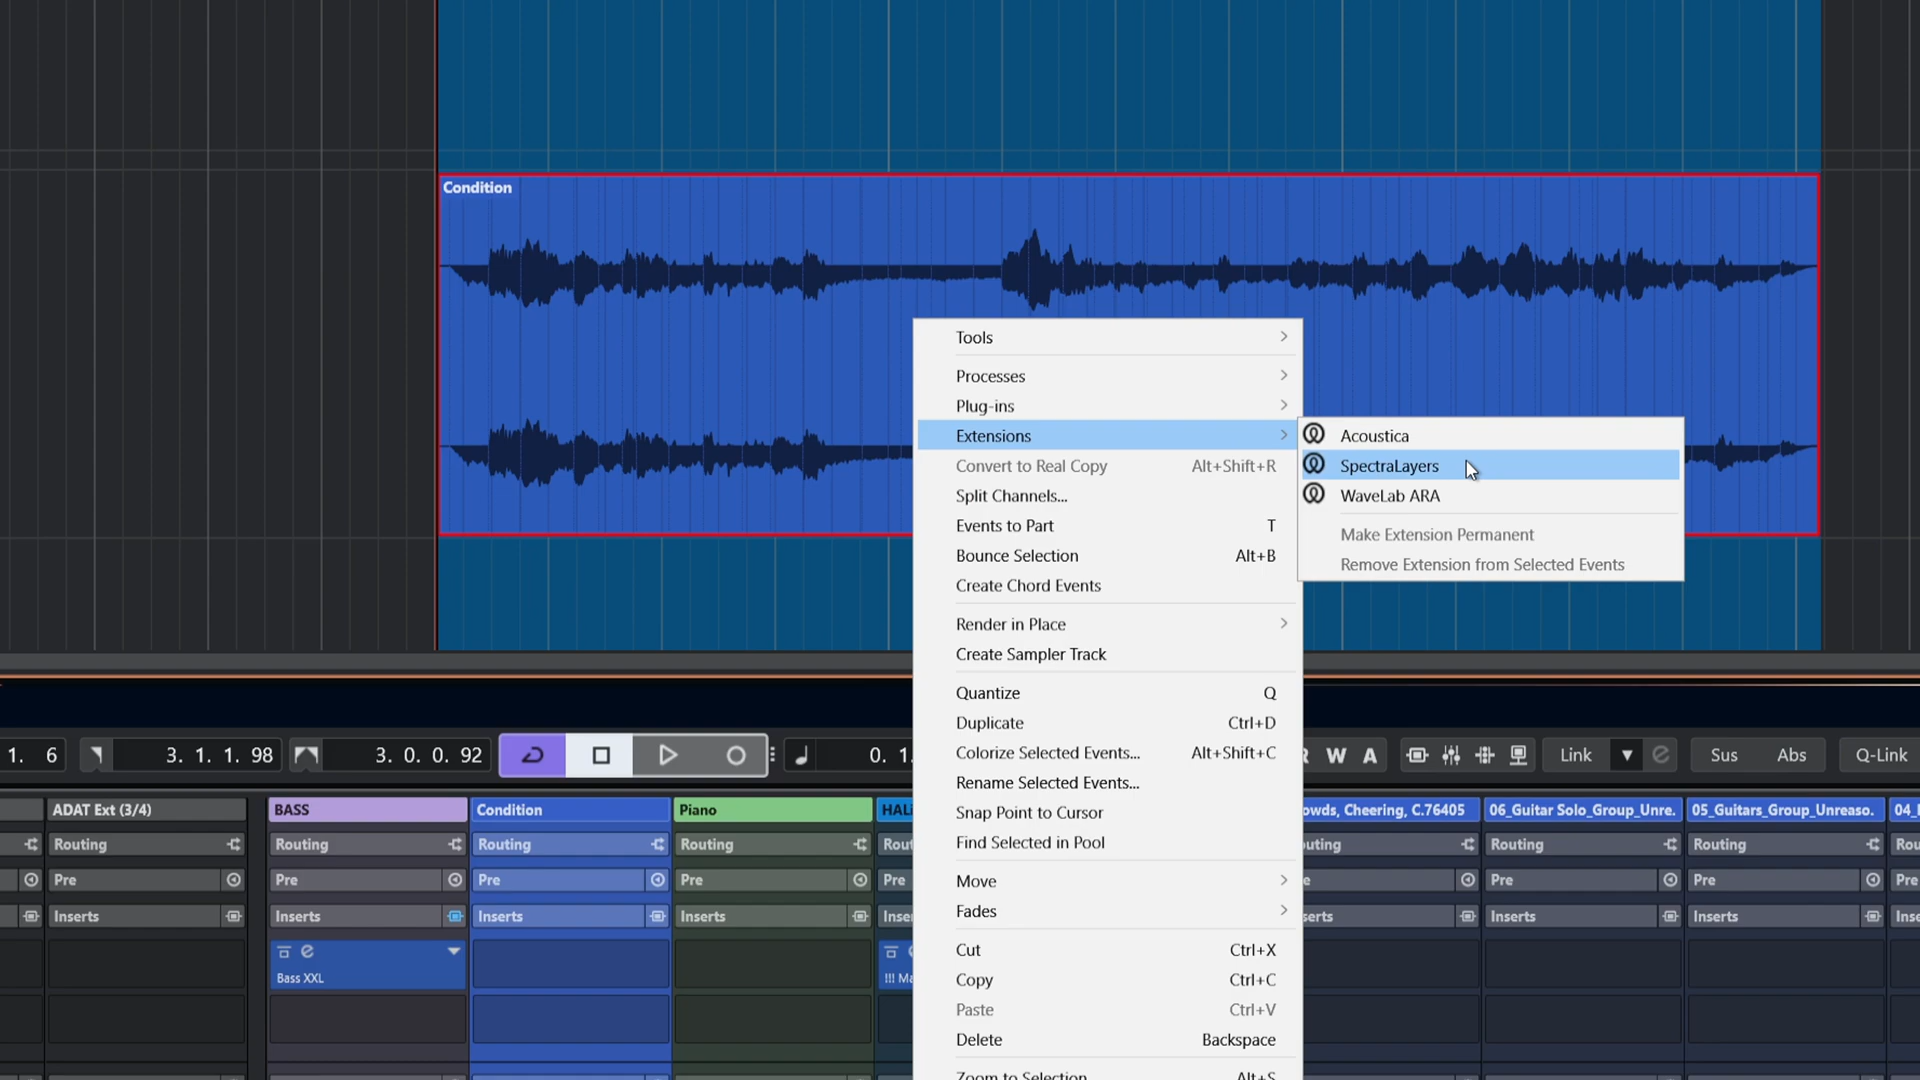 Condition
Tools
Processes
Plug-ins
Extensions
Convert to Real Copy Alt+Shift+R
Split Channels...
Events to Part T
Bounce Selection Alt+B
Create Chord Events
Render in Place
Create Sampler Track
Quantize Q
Duplicate Ctrl+D
Colorize Selected Events... Alt+Shift+C
Rename Selected Events...
Snap Point to Cursor
Find Selected in Pool
Move
Fades
Cut Ctrl+X
Copy Ctrl+C
Paste Ctrl+V
Delete Backspace
Zoom to Selection Alt+S
Acoustica
SpectraLayers
WaveLab ARA
Make Extension Permanent
Remove Extension from Selected Events
1. 6 3. 1. 1. 98 3. 0. 0. 92 0. 1. R W A Link Sus Abs Q-Link
ADAT Ext (3/4) BASS Condition Piano HALi owds, Cheering, C.76405 06_Guitar Solo_Group_Unre. 05_Guitars_Group_Unreaso. 04_
Routing Routing Routing Routing Rout uting Routing Routing Rou
Pre Pre Pre Pre Pre e Pre Pre Pre
Inserts Inserts Inserts Inserts Inse serts Inserts Inserts Inse
Bass XXL !!! Ma